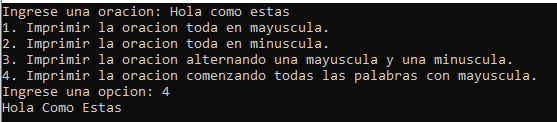 Ingrese una oracion: Hola como estas
1. Imprimir la oracion toda en mayuscula.
2. Imprimir la oracion toda en minuscula.
3. Imprimir la oracion alternando una mayuscula y una minuscula.
4. Imprimir la oracion comenzando todas las palabras con mayuscula.
Ingrese una opcion: 4
Hola Como Estas